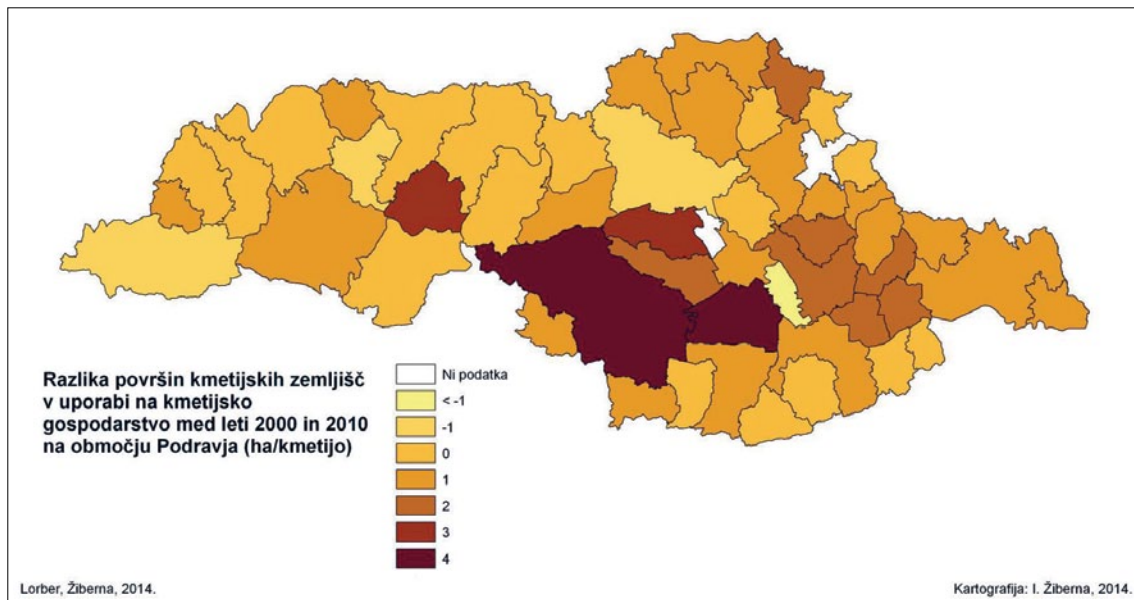 Razlika površin kmetijskih zemljišč
v uporabi na kmetijsko
gospodarstvo med leti 2000 in 2010
na območju Podravja (ha/kmetijo)
Ni podatka
< -1
-1
0
1
2
3
4
Lorber, Žiberna, 2014.
Kartografija: I. Žiberna, 2014.